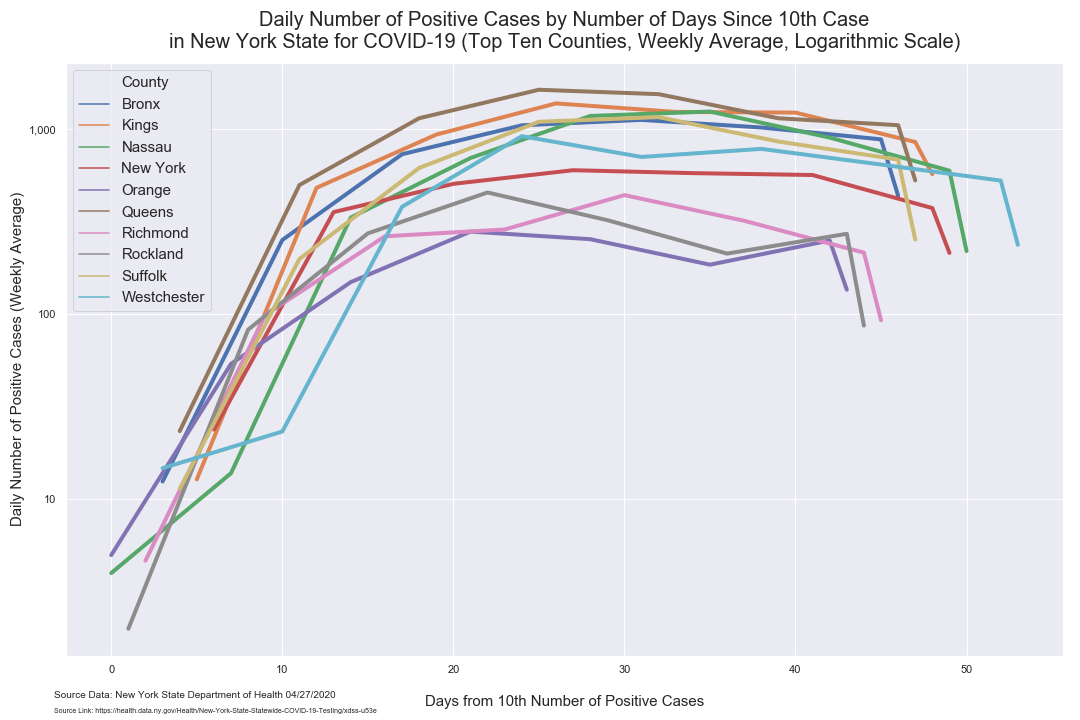 Daily Number of Positive Cases by Number of Days Since 10th Case
in New York State for COVID-19 (Top Ten Counties, Weekly Average, Logarithmic Scale)
County
Bronx
Kings
Nassau
New York
Orange
Queens
Richmond
Rockland
Suffolk
Westchester
Daily Number of Positive Cases (Weekly Average)
1,000
100
10
0 10 20 30 40 50
Days from 10th Number of Positive Cases
Source Data: New York State Department of Health 04/27/2020
Source Link: https://health.data.ny.gov/Health/New-York-State-Statewide-COVID-19-Testing/xdss-u53e